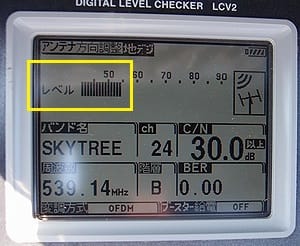 DIGITAL LEVEL CHECKER LCV2
アンテナ方向調整 地デジ
50 60 70 80 90
レベル
バンド名 ch C/N
SKYTREE 24 30.0 以上 dB
周波数 階層 BER
539.14 MHz B 0.00
変調方式 OFDM ブースター給電 OFF